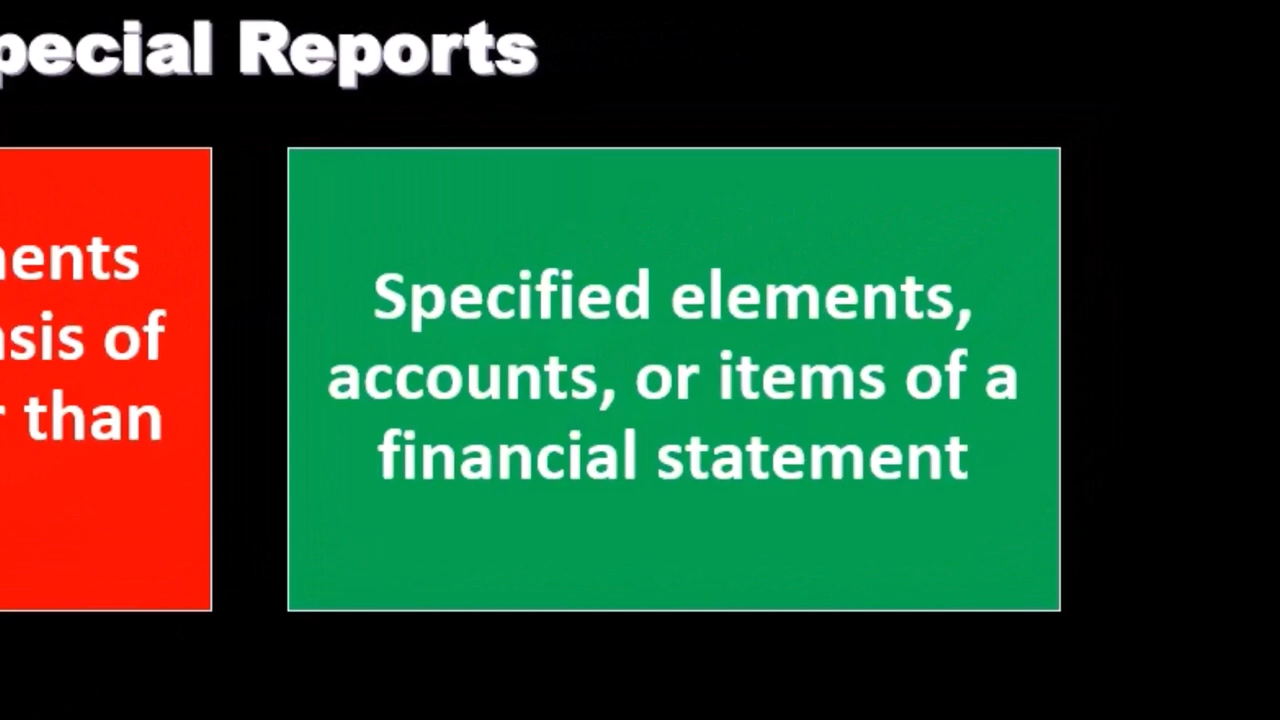 pecial Reports
ents
sis of
than
Specified elements,
accounts, or items of a
financial statement